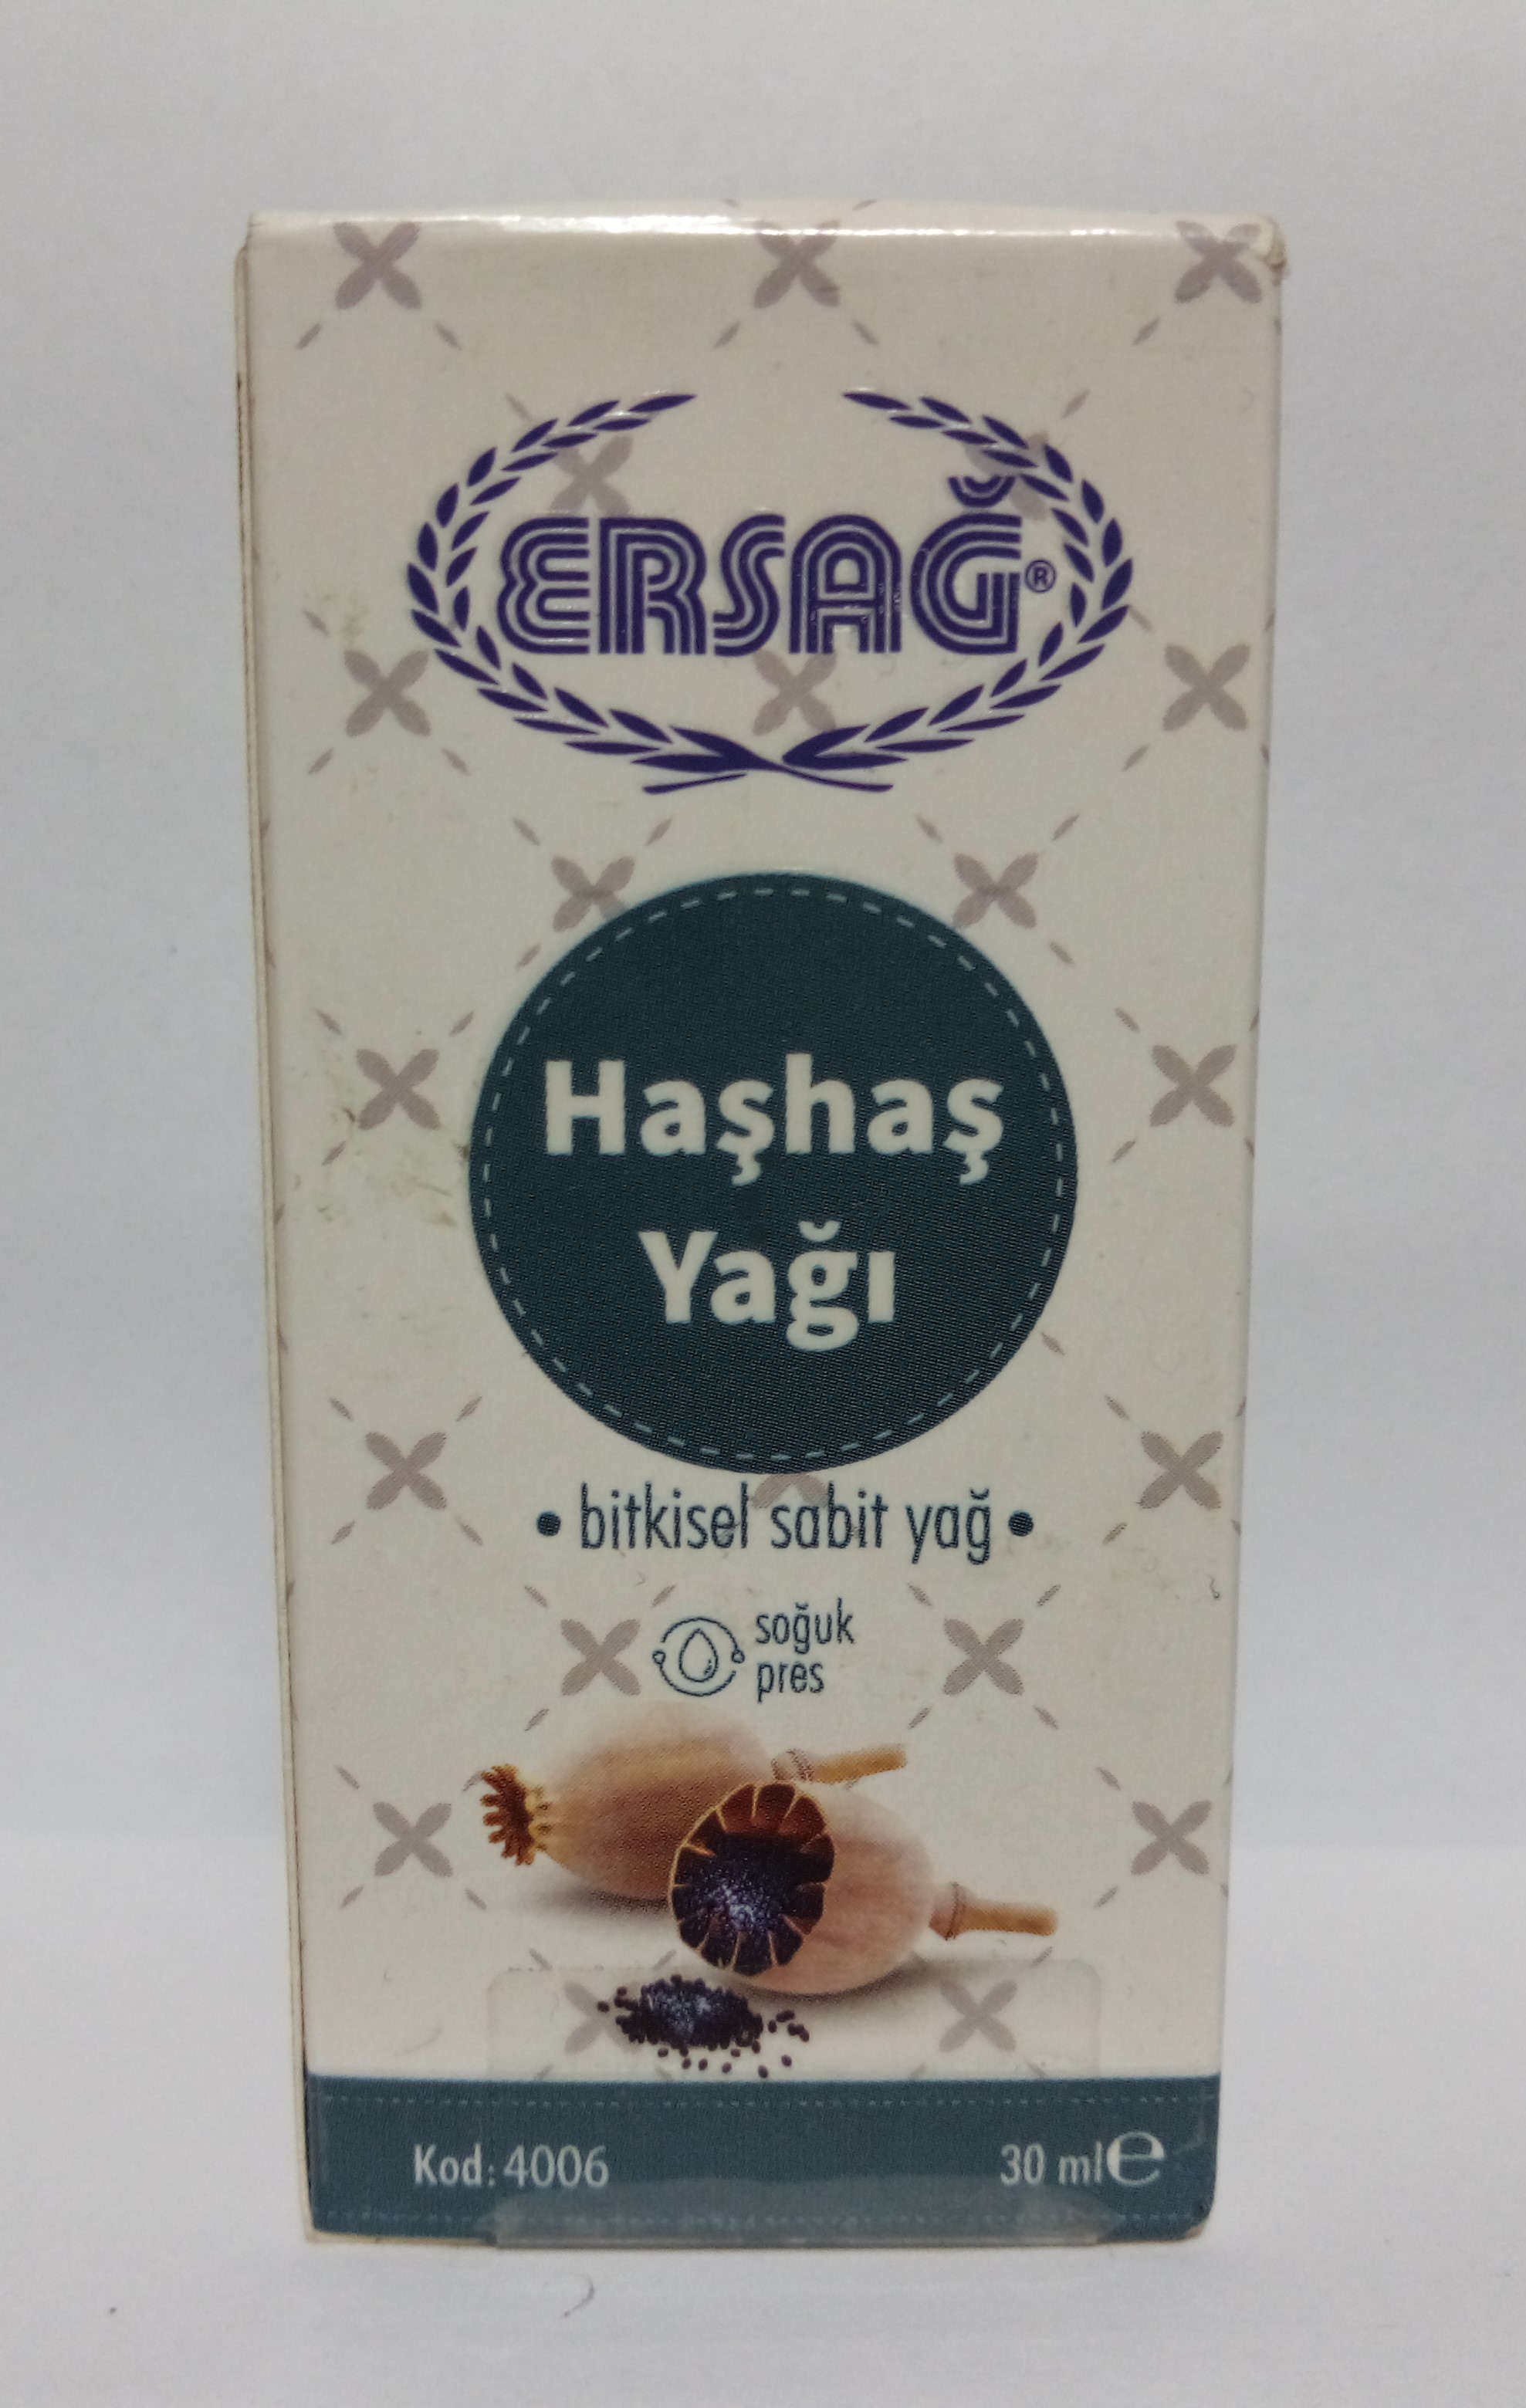 ERSAĞ®
Haşhaş
Yağı
• bitkisel sabit yağ •
soğuk
pres
Kod: 4006
30 ml ℮